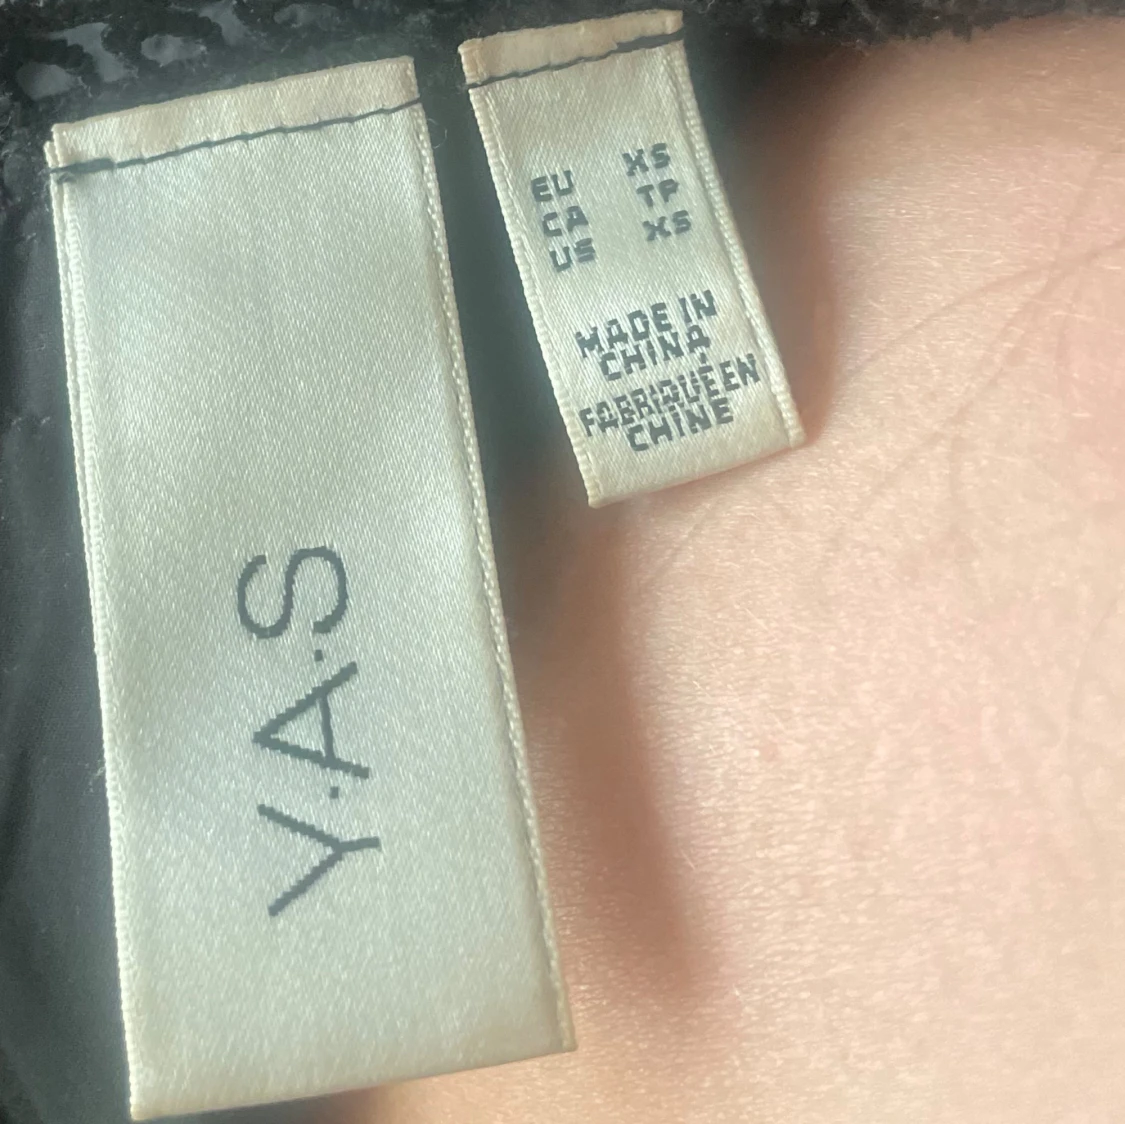 Y.A.S
EU XS
CA TP
US XS
MADE IN
CHINA
FABRIQUÉ EN
CHINE